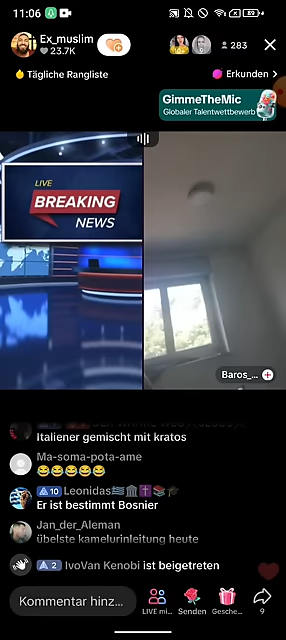 11:06
89
Ex_muslim
23.7K
283
Tägliche Rangliste
Erkunden
GimmeTheMic
Globaler Talentwettbewerb
LIVE
BREAKING
NEWS
Baros_...
Italiener gemischt mit kratos
Ma-soma-pota-ame
10 Leonidas
Er ist bestimmt Bosnier
Jan_der_Aleman
übelste kamelurinleitung heute
2 IvoVan Kenobi ist beigetreten
Kommentar hinz...
LIVE mi...
Senden
Gesche...
9